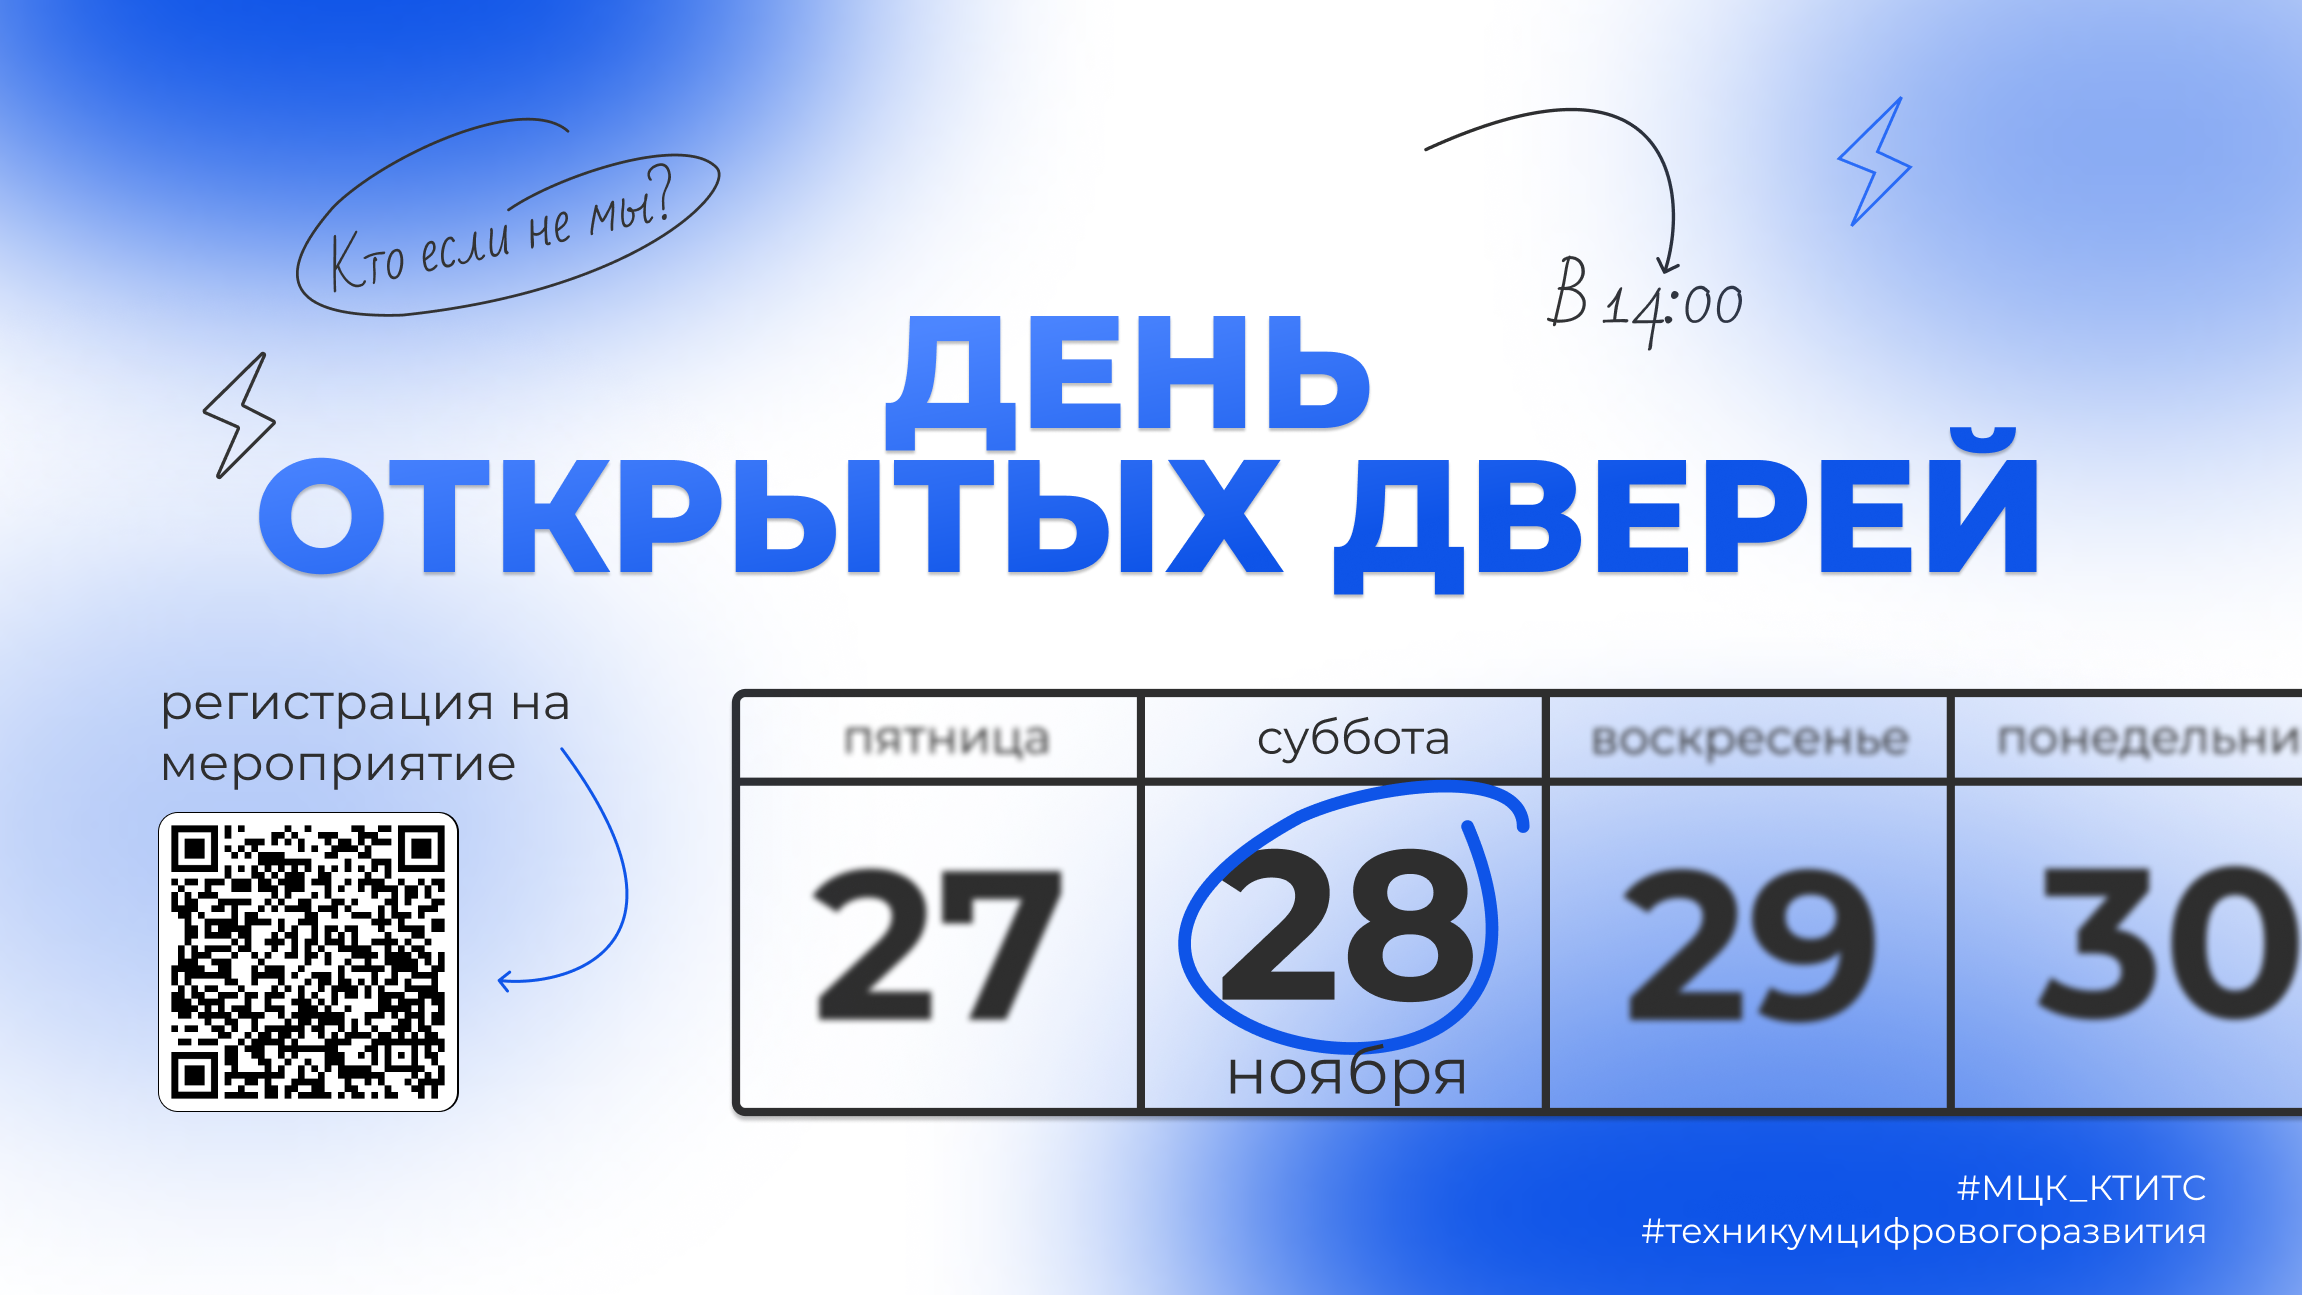 Кто если не мы?
В 14:00
ДЕНЬ
ОТКРЫТЫХ ДВЕРЕЙ
регистрация на
мероприятие
пятница суббота воскресенье понедельни
27 28 29 30
ноября
#МЦК_КТИТС
#техникумцифровогоразвития